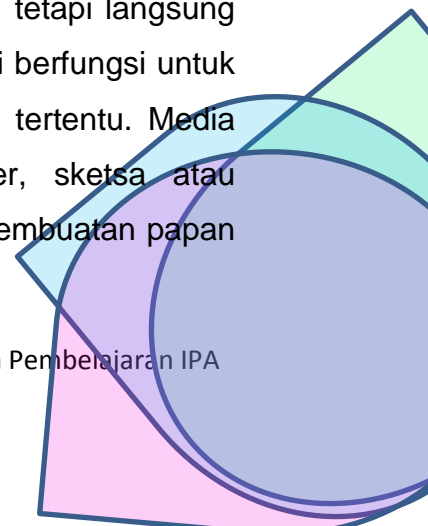 tetapi langsung
i berfungsi untuk
tertentu. Media
er, sketsa atau
embuatan papan
Pembelajaran IPA